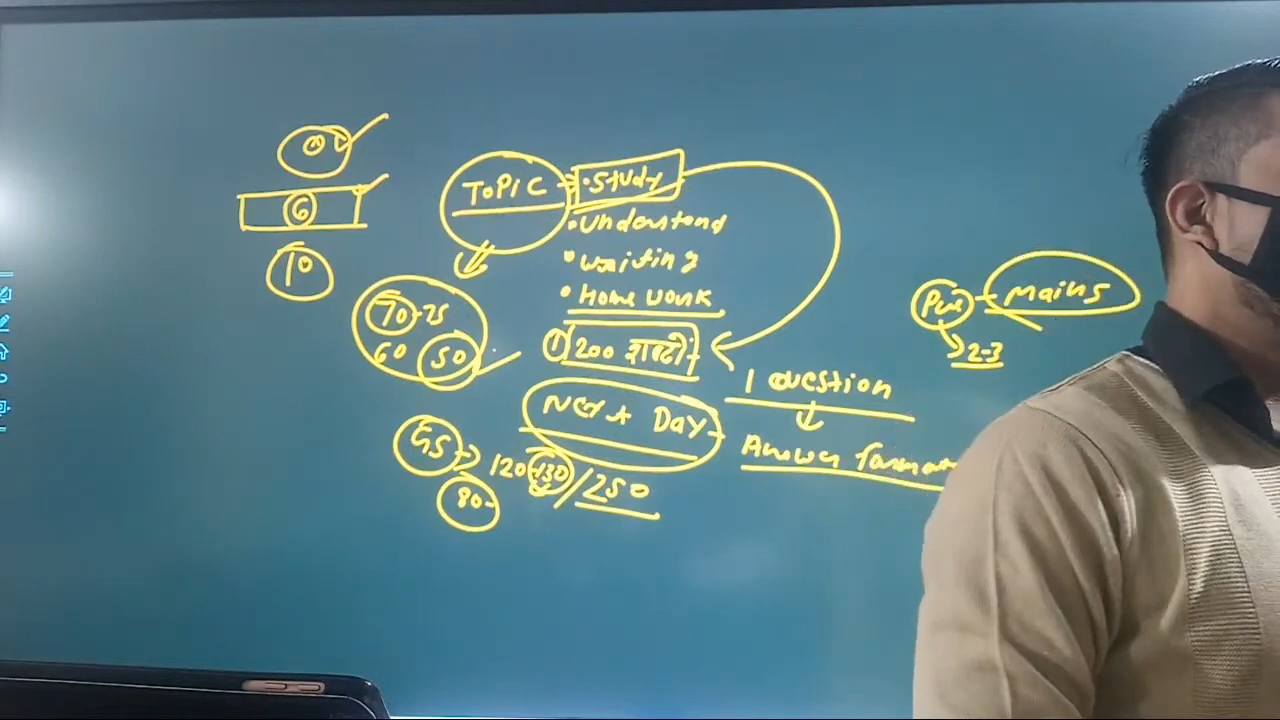 6
10
TOPIC
• Study
• Understand
• Writing
• Home work
70-75
60 50
① 200 शब्दों
1 Question
Next Day
Answer format
GS → 120-130/250
80-
Pre - Mains
2-3